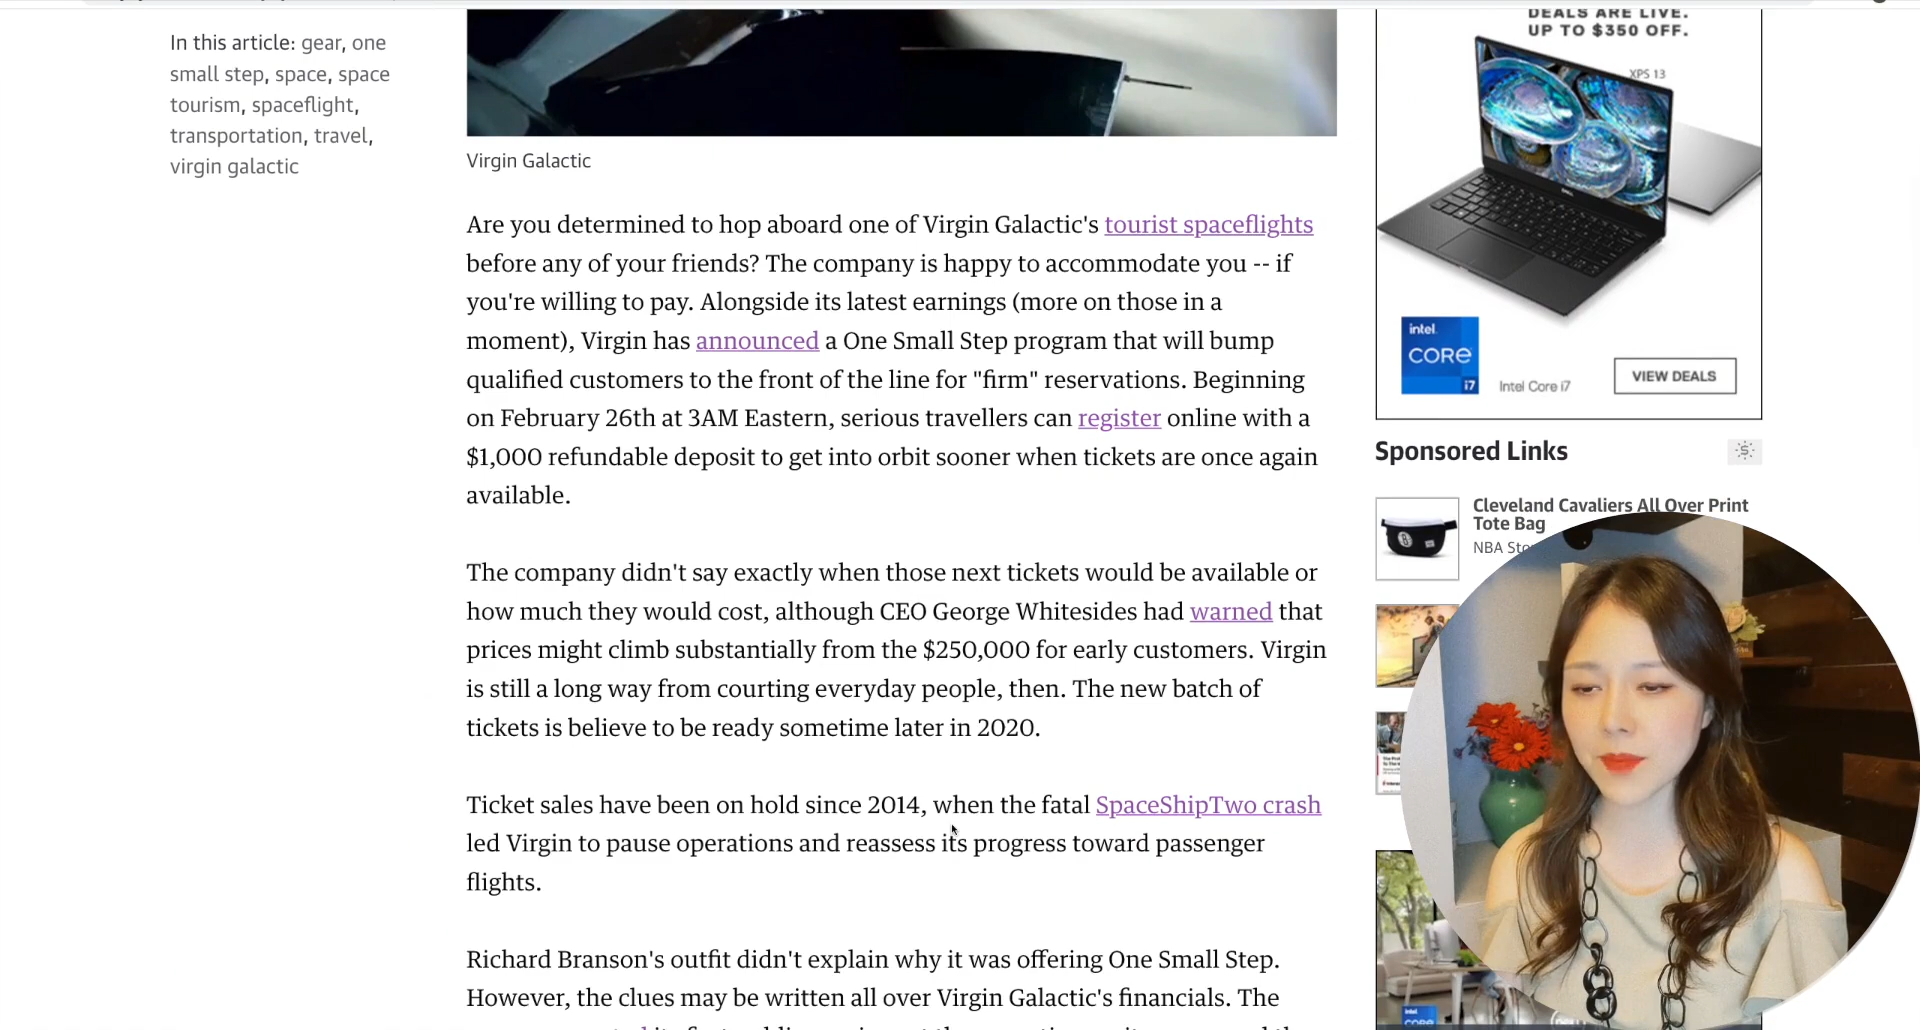 In this article: gear, one
small step, space, space
tourism, spaceflight,
transportation, travel,
virgin galactic
Virgin Galactic
Are you determined to hop aboard one of Virgin Galactic's tourist spaceflights
before any of your friends? The company is happy to accommodate you -- if
you're willing to pay. Alongside its latest earnings (more on those in a
moment), Virgin has announced a One Small Step program that will bump
qualified customers to the front of the line for "firm" reservations. Beginning
on February 26th at 3AM Eastern, serious travellers can register online with a
$1,000 refundable deposit to get into orbit sooner when tickets are once again
available.
The company didn't say exactly when those next tickets would be available or
how much they would cost, although CEO George Whitesides had warned that
prices might climb substantially from the $250,000 for early customers. Virgin
is still a long way from courting everyday people, then. The new batch of
tickets is believe to be ready sometime later in 2020.
Ticket sales have been on hold since 2014, when the fatal SpaceShipTwo crash
led Virgin to pause operations and reassess its progress toward passenger
flights.
Richard Branson's outfit didn't explain why it was offering One Small Step.
However, the clues may be written all over Virgin Galactic's financials. The
DEALS ARE LIVE.
UP TO $350 OFF.
XPS 13
DELL
intel.
CORE
i7
Intel Core i7
VIEW DEALS
Sponsored Links
Cleveland Cavaliers All Over Print
Tote Bag
NBA Sto
intel
CORE